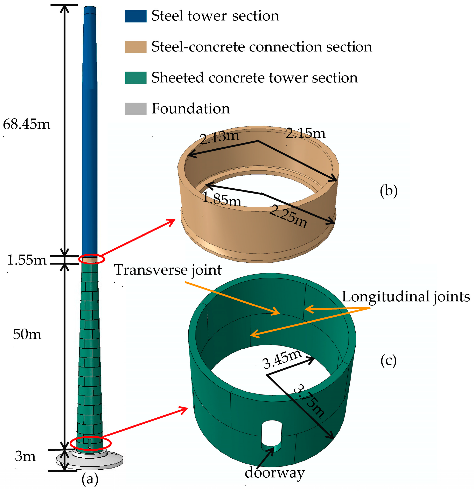 Steel tower section
Steel-concrete connection section
Sheeted concrete tower section
Foundation
68.45m
1.55m
50m
3m
(a)
2.13m
2.15m
1.85m
2.25m
(b)
Transverse joint
Longitudinal joints
3.45m
3.75m
(c)
doorway